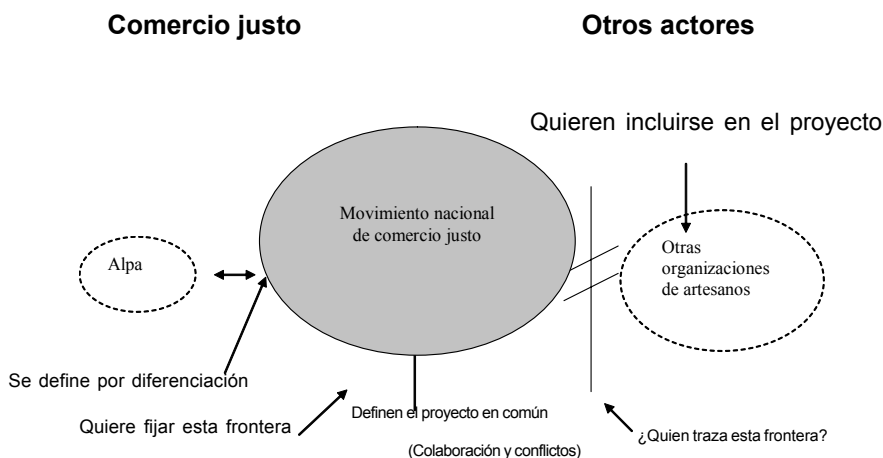 Comercio justo
Otros actores
Quieren incluirse en el proyecto
Movimiento nacional
de comercio justo
Alpa
Otras
organizaciones
de artesanos
Se define por diferenciación
Quiere fijar esta frontera
Definen el proyecto en común
(Colaboración y conflictos)
¿Quien traza esta frontera?